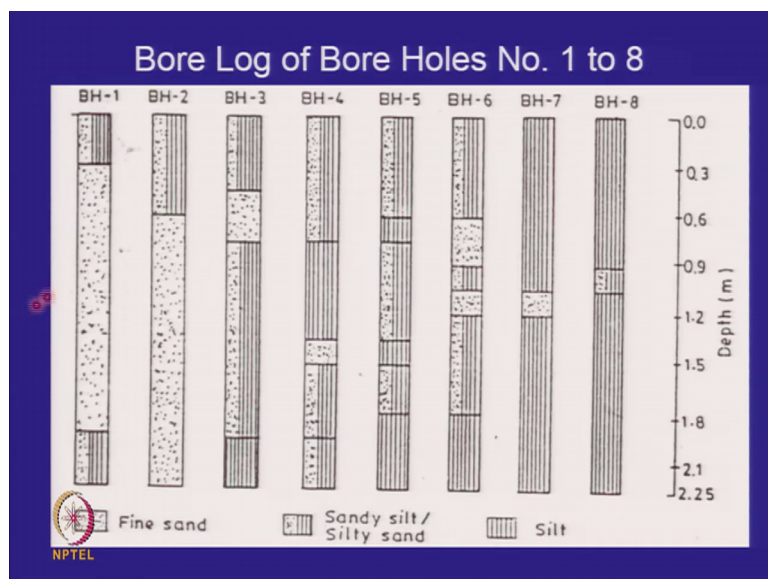 Bore Log of Bore Holes No. 1 to 8
BH-1 BH-2 BH-3 BH-4 BH-5 BH-6 BH-7 BH-8
0.0
0.3
0.6
0.9
1.2
1.5
1.8
2.1
2.25
Depth (m)
Fine sand
Sandy silt/
Silty sand
Silt
NPTEL